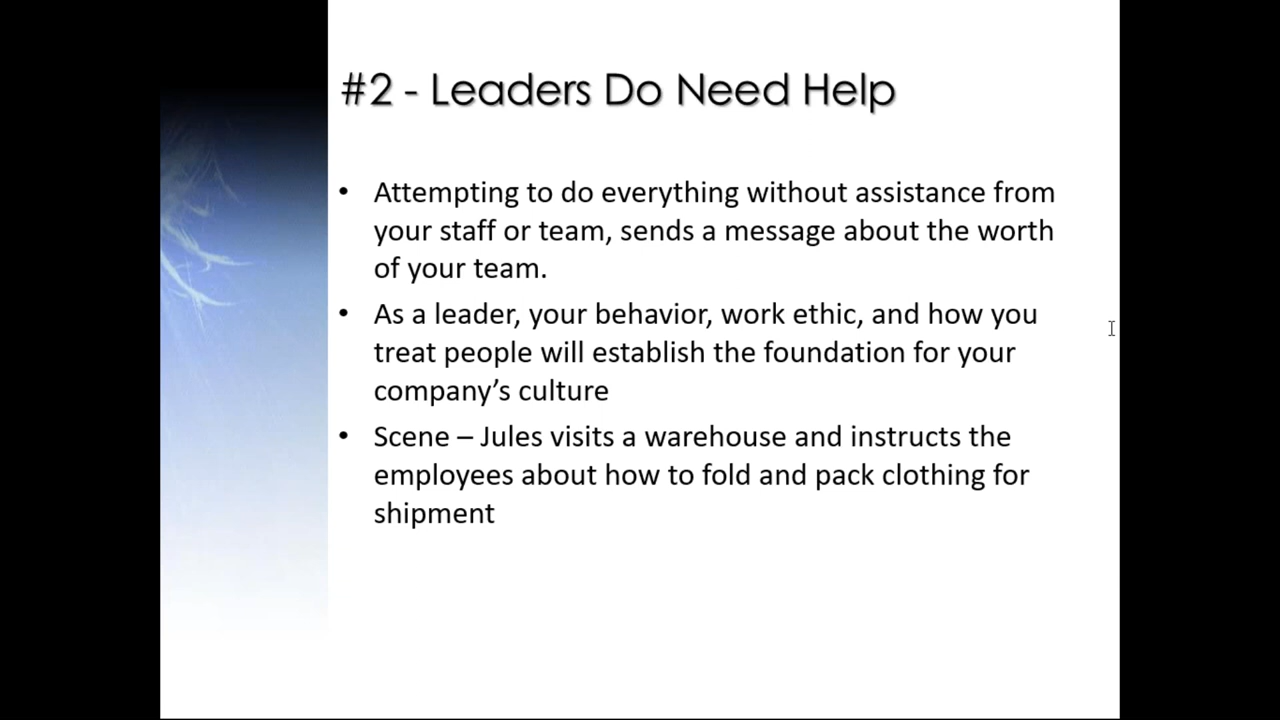 #2 - Leaders Do Need Help
• Attempting to do everything without assistance from
your staff or team, sends a message about the worth
of your team.
• As a leader, your behavior, work ethic, and how you
treat people will establish the foundation for your
company’s culture
• Scene – Jules visits a warehouse and instructs the
employees about how to fold and pack clothing for
shipment